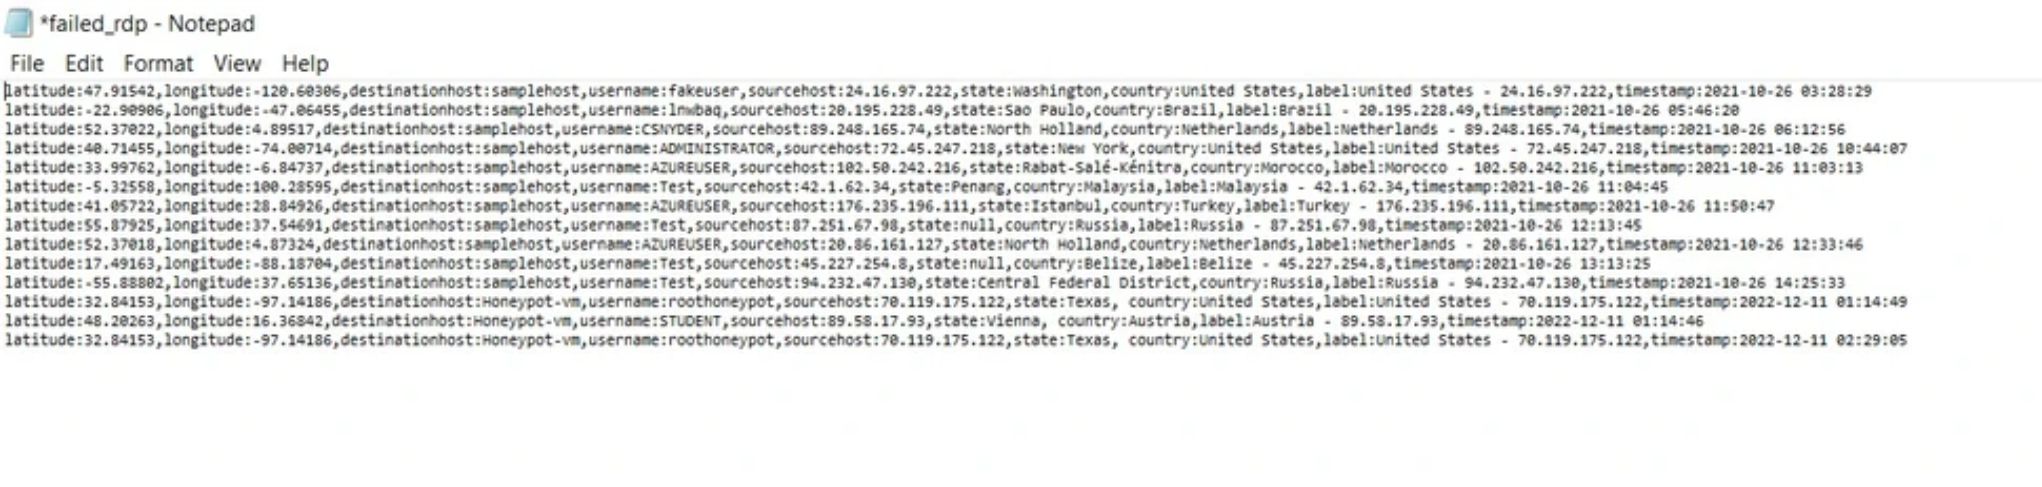 *failed_rdp - Notepad
File Edit Format View Help
latitude:47.91542,longitude:-120.60306,destinationhost:samplehost,username:fakeuser,sourcehost:24.16.97.222,state:Washington,country:United States,label:United States - 24.16.97.222,timestamp:2021-10-26 03:28:29
latitude:-22.90906,longitude:-47.06455,destinationhost:samplehost,username:lnwbaq,sourcehost:20.195.228.49,state:Sao Paulo,country:Brazil,label:Brazil - 20.195.228.49,timestamp:2021-10-26 05:46:20
latitude:52.37022,longitude:4.89517,destinationhost:samplehost,username:CSNYDER,sourcehost:89.248.165.74,state:North Holland,country:Netherlands,label:Netherlands - 89.248.165.74,timestamp:2021-10-26 06:12:56
latitude:40.71455,longitude:-74.00714,destinationhost:samplehost,username:ADMINISTRATOR,sourcehost:72.45.247.218,state:New York,country:United States,label:United States - 72.45.247.218,timestamp:2021-10-26 10:44:07
latitude:33.99762,longitude:-6.84737,destinationhost:samplehost,username:AZUREUSER,sourcehost:102.50.242.216,state:Rabat-Salé-Kénitra,country:Morocco,label:Morocco - 102.50.242.216,timestamp:2021-10-26 11:03:13
latitude:-5.32558,longitude:100.28595,destinationhost:samplehost,username:Test,sourcehost:42.1.62.34,state:Penang,country:Malaysia,label:Malaysia - 42.1.62.34,timestamp:2021-10-26 11:04:45
latitude:41.05722,longitude:28.84926,destinationhost:samplehost,username:AZUREUSER,sourcehost:176.235.196.111,state:Istanbul,country:Turkey,label:Turkey - 176.235.196.111,timestamp:2021-10-26 11:50:47
latitude:55.87925,longitude:37.54691,destinationhost:samplehost,username:Test,sourcehost:87.251.67.98,state:null,country:Russia,label:Russia - 87.251.67.98,timestamp:2021-10-26 12:13:45
latitude:52.37018,longitude:4.87324,destinationhost:samplehost,username:AZUREUSER,sourcehost:20.86.161.127,state:North Holland,country:Netherlands,label:Netherlands - 20.86.161.127,timestamp:2021-10-26 12:33:46
latitude:17.49163,longitude:-88.18704,destinationhost:samplehost,username:Test,sourcehost:45.227.254.8,state:null,country:Belize,label:Belize - 45.227.254.8,timestamp:2021-10-26 13:13:25
latitude:-55.88802,longitude:37.65136,destinationhost:samplehost,username:Test,sourcehost:94.232.47.130,state:Central Federal District,country:Russia,label:Russia - 94.232.47.130,timestamp:2021-10-26 14:25:33
latitude:32.84153,longitude:-97.14186,destinationhost:Honeypot-vm,username:roothoneypot,sourcehost:70.119.175.122,state:Texas, country:United States,label:United States - 70.119.175.122,timestamp:2022-12-11 01:14:49
latitude:48.20263,longitude:16.36842,destinationhost:Honeypot-vm,username:STUDENT,sourcehost:89.58.17.93,state:Vienna, country:Austria,label:Austria - 89.58.17.93,timestamp:2022-12-11 01:14:46
latitude:32.84153,longitude:-97.14186,destinationhost:Honeypot-vm,username:roothoneypot,sourcehost:70.119.175.122,state:Texas, country:United States,label:United States - 70.119.175.122,timestamp:2022-12-11 02:29:05